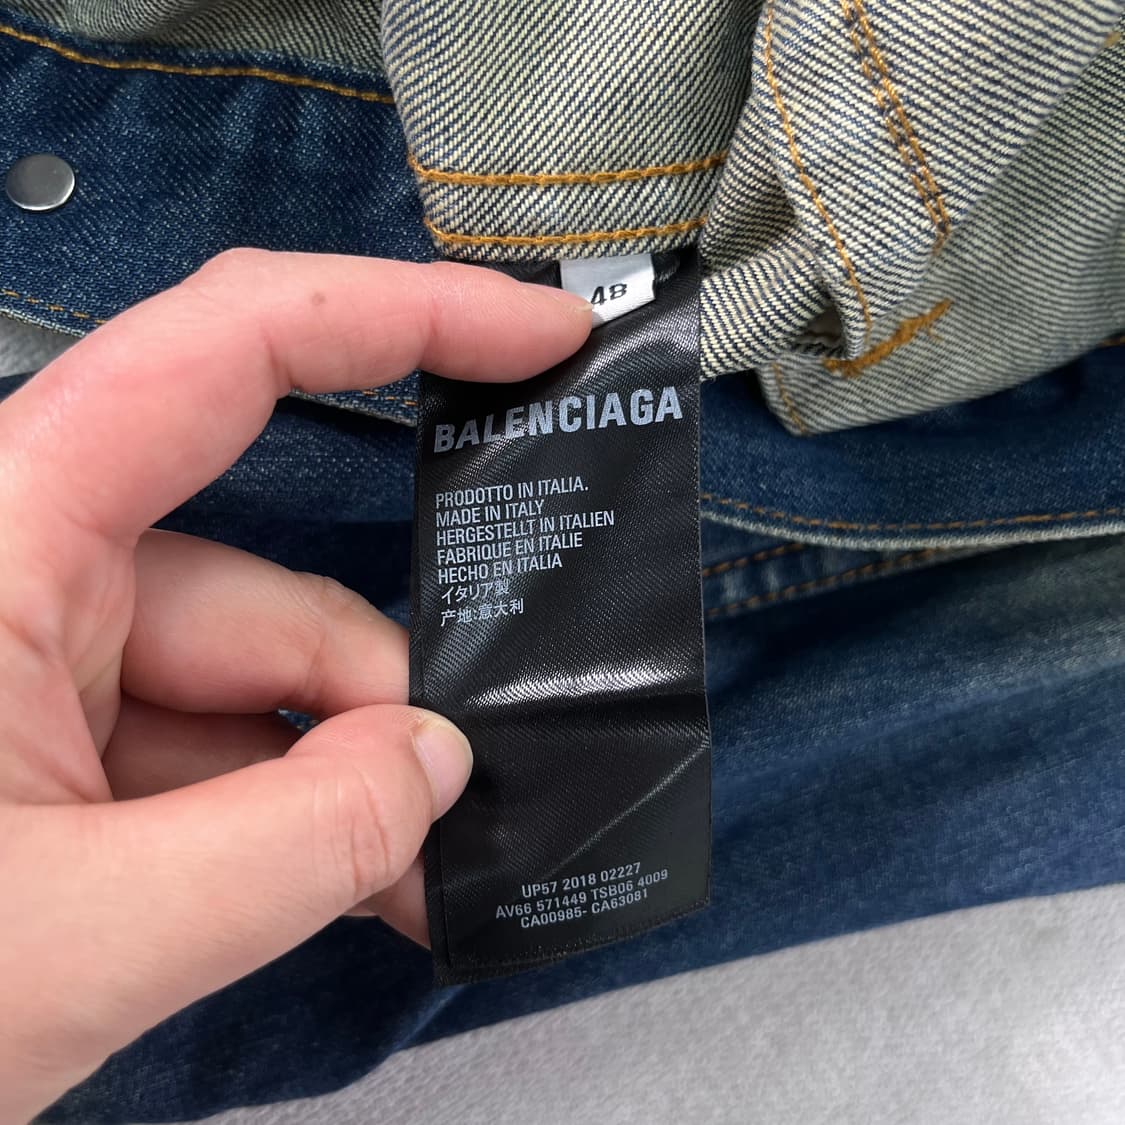 48
BALENCIAGA
PRODOTTO IN ITALIA.
MADE IN ITALY
HERGESTELLT IN ITALIEN
FABRIQUE EN ITALIE
HECHO EN ITALIA
イタリア製
产地:意大利
UP57 2018 02227
AV66 571449 TSB06 4009
CA00985- CA63081